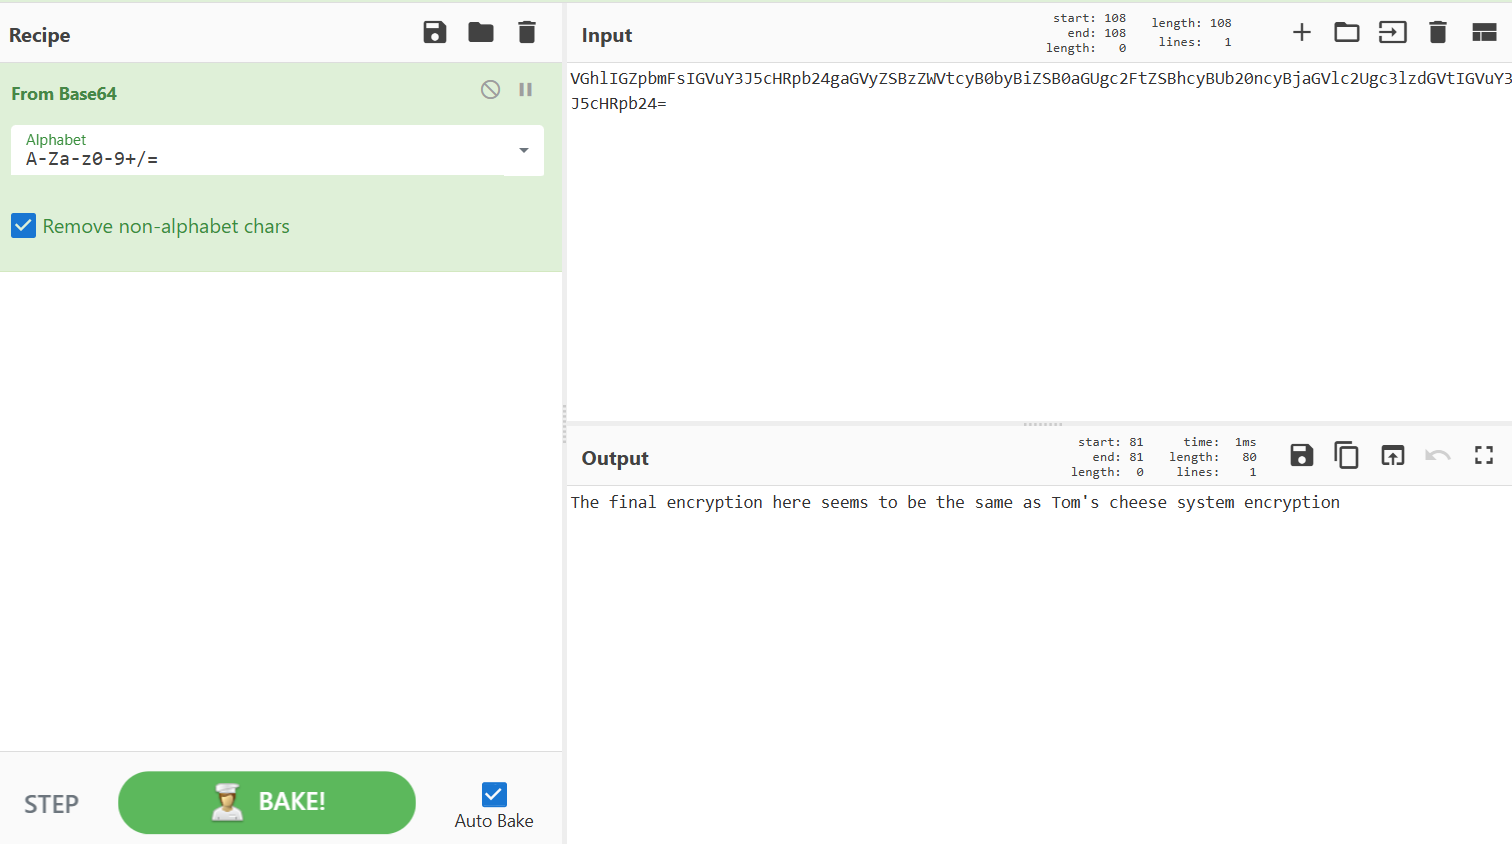 Recipe
From Base64
Alphabet
A-Za-z0-9+/=
Remove non-alphabet chars
STEP
BAKE!
Auto Bake
Input
start: 108
end: 108
length: 0
length: 108
lines: 1
VGhlIGZpbmFsIGVuY3J5cHRpb24gaGVyZSBzZWVtcyB0byBiZSB0aGUgc2FtZSBhcyBUb20ncyBjaGVlc2Ugc3lzdGVtIGVuY3
J5cHRpb24=
Output
start: 81
end: 81
length: 0
time: 1ms
length: 80
lines: 1
The final encryption here seems to be the same as Tom's cheese system encryption